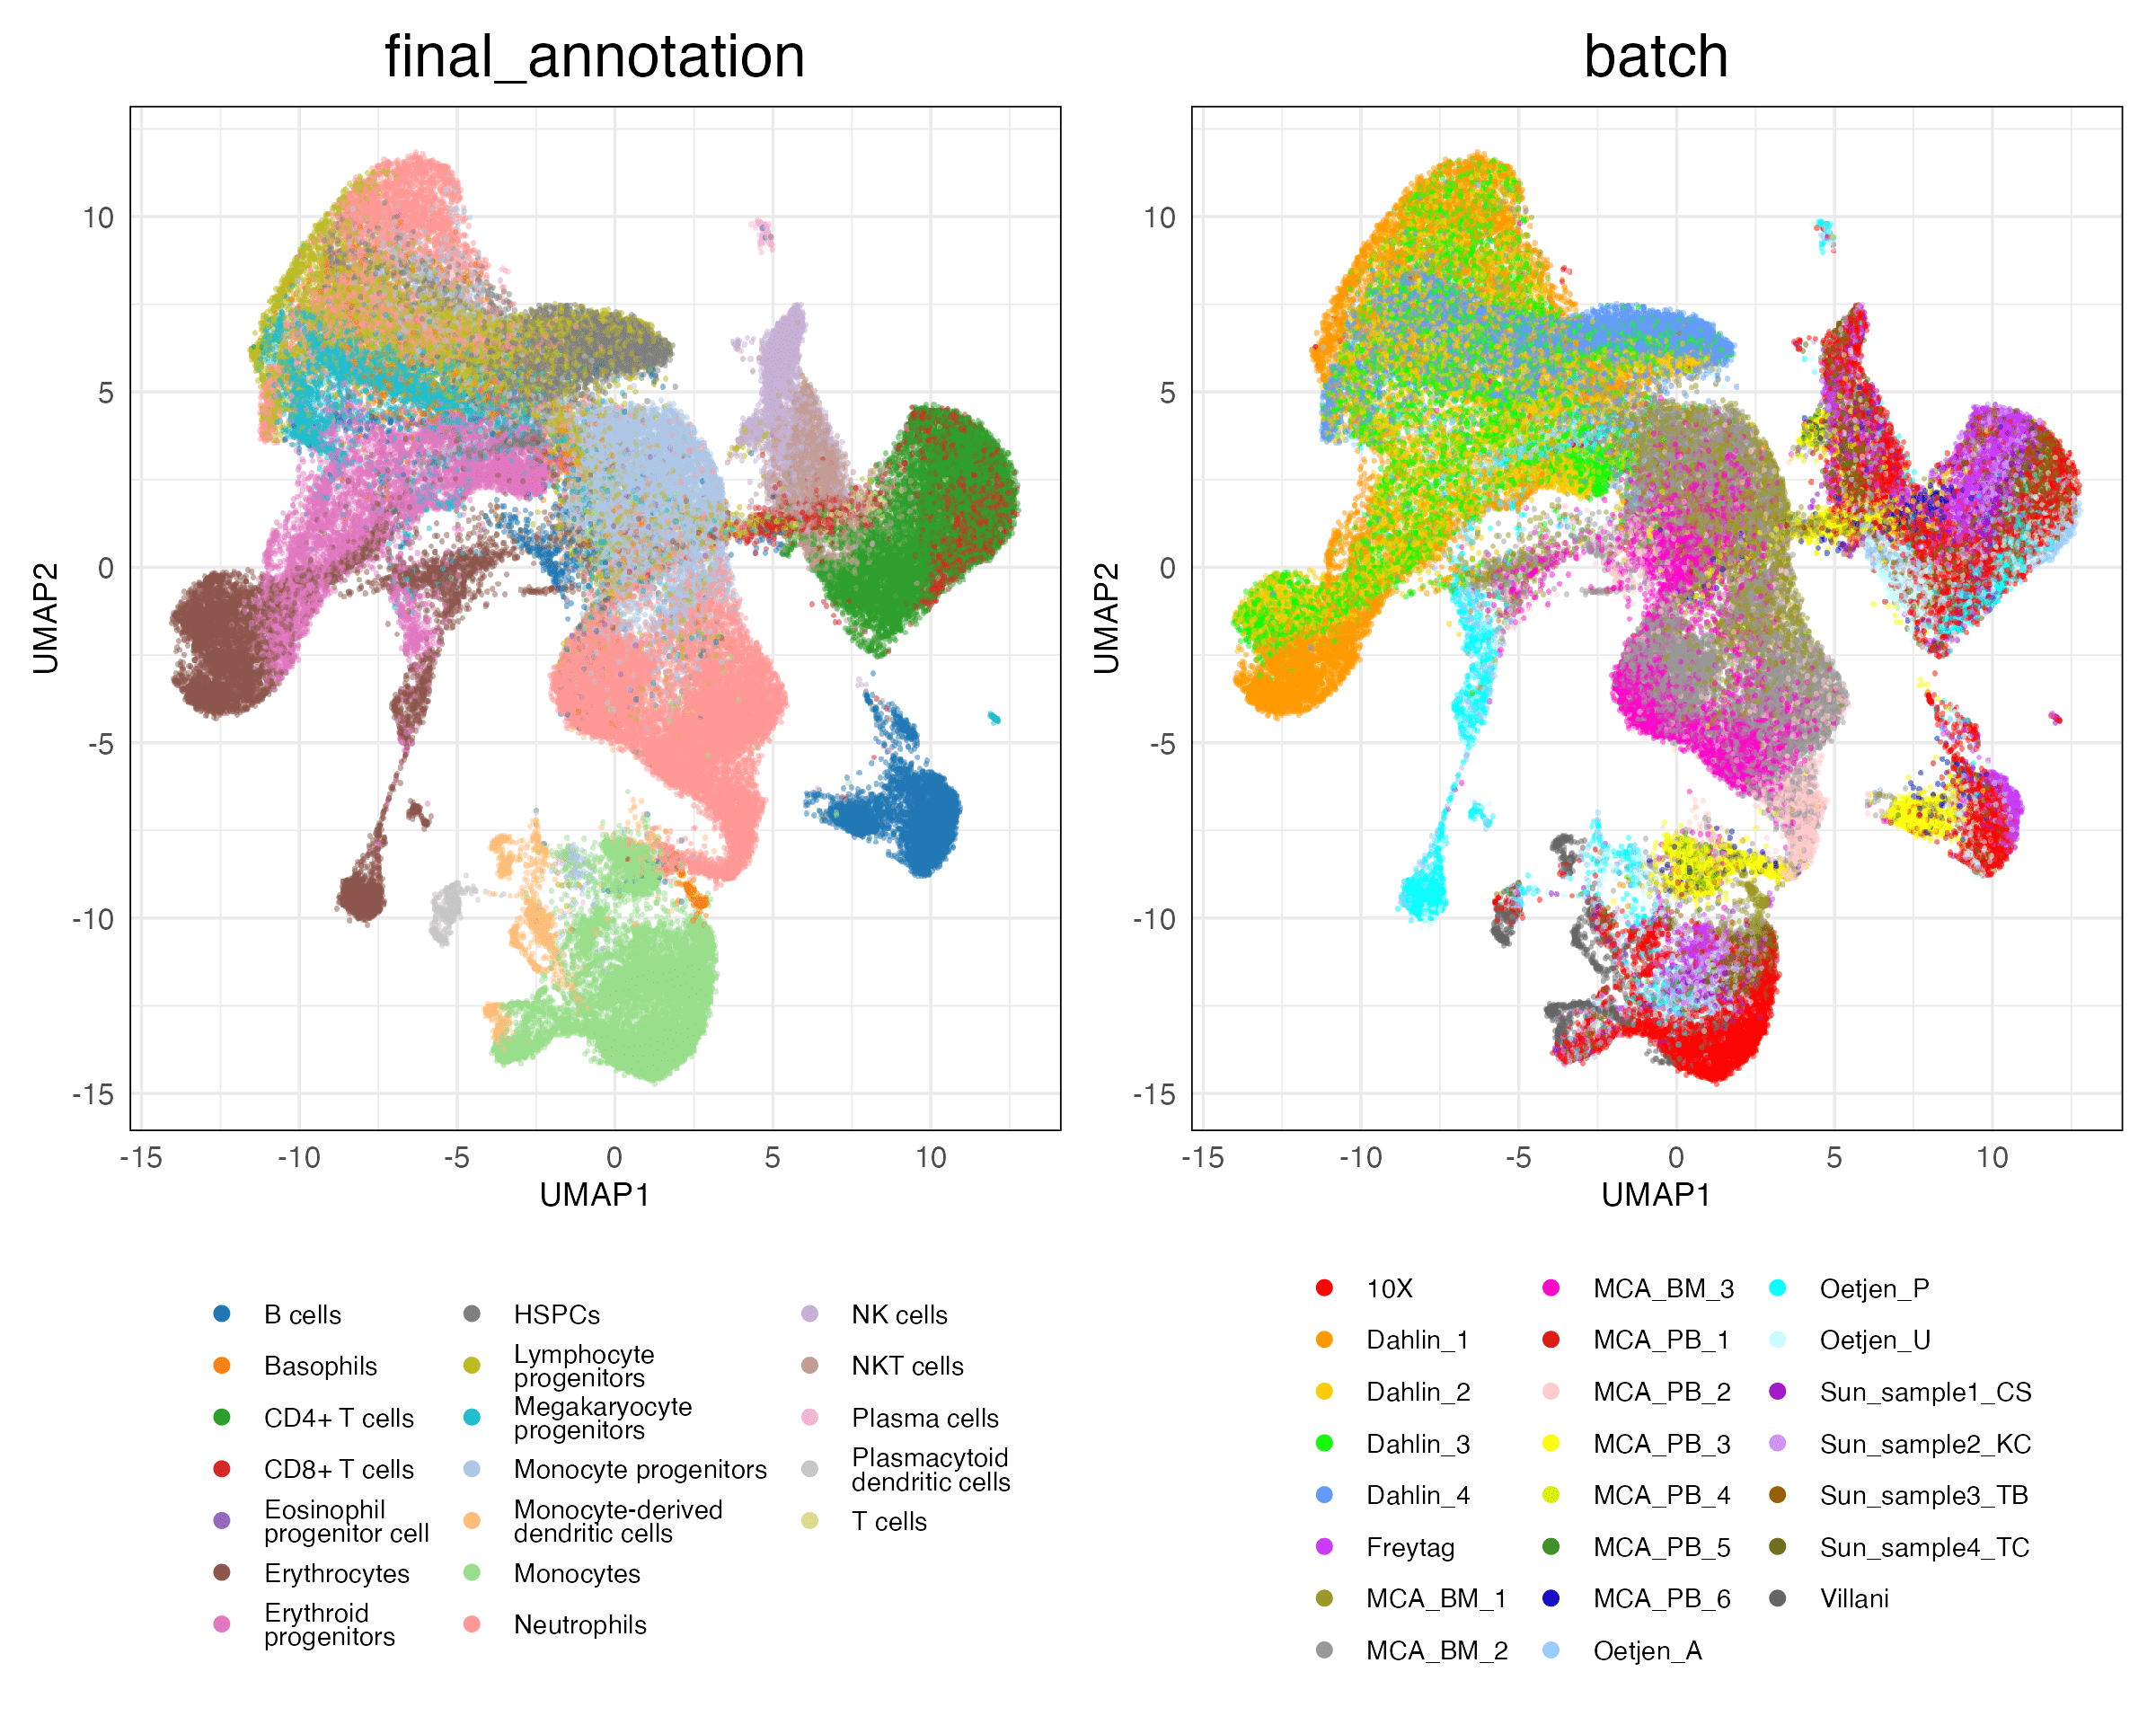 final_annotation
batch
UMAP2
10
5
0
-5
-10
-15
-15
-10
-5
0
5
10
UMAP1
UMAP2
10
5
0
-5
-10
-15
-15
-10
-5
0
5
10
UMAP1
B cells
Basophils
CD4+ T cells
CD8+ T cells
Eosinophil
progenitor cell
Erythrocytes
Erythroid
progenitors
HSPCs
Lymphocyte
progenitors
Megakaryocyte
progenitors
Monocyte progenitors
Monocyte-derived
dendritic cells
Monocytes
Neutrophils
NK cells
NKT cells
Plasma cells
Plasmacytoid
dendritic cells
T cells
10X
Dahlin_1
Dahlin_2
Dahlin_3
Dahlin_4
Freytag
MCA_BM_1
MCA_BM_2
MCA_BM_3
MCA_PB_1
MCA_PB_2
MCA_PB_3
MCA_PB_4
MCA_PB_5
MCA_PB_6
Oetjen_A
Oetjen_P
Oetjen_U
Sun_sample1_CS
Sun_sample2_KC
Sun_sample3_TB
Sun_sample4_TC
Villani